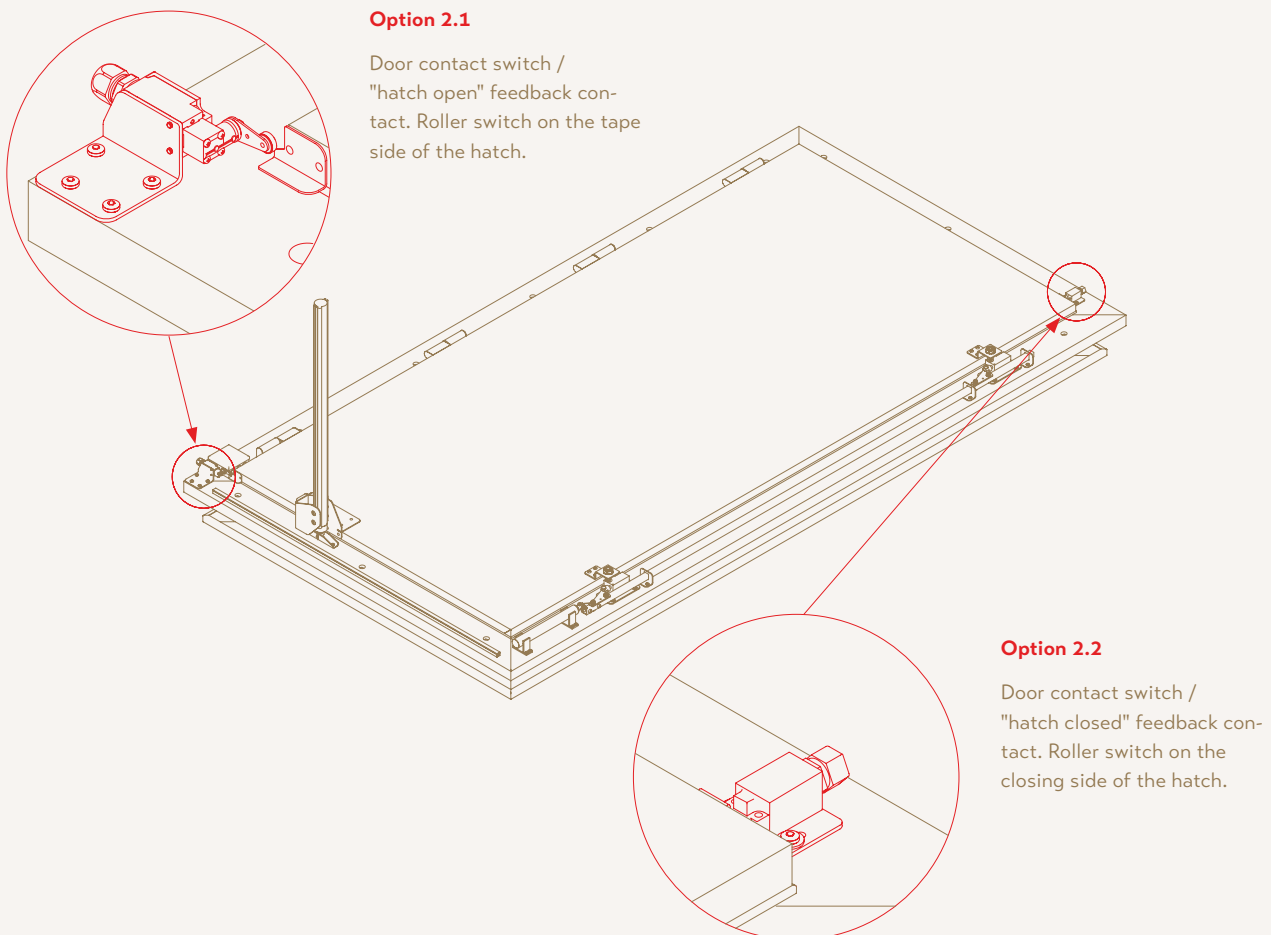 Option 2.1
Door contact switch /
"hatch open" feedback con-
tact. Roller switch on the tape
side of the hatch.
Option 2.2
Door contact switch /
"hatch closed" feedback con-
tact. Roller switch on the
closing side of the hatch.